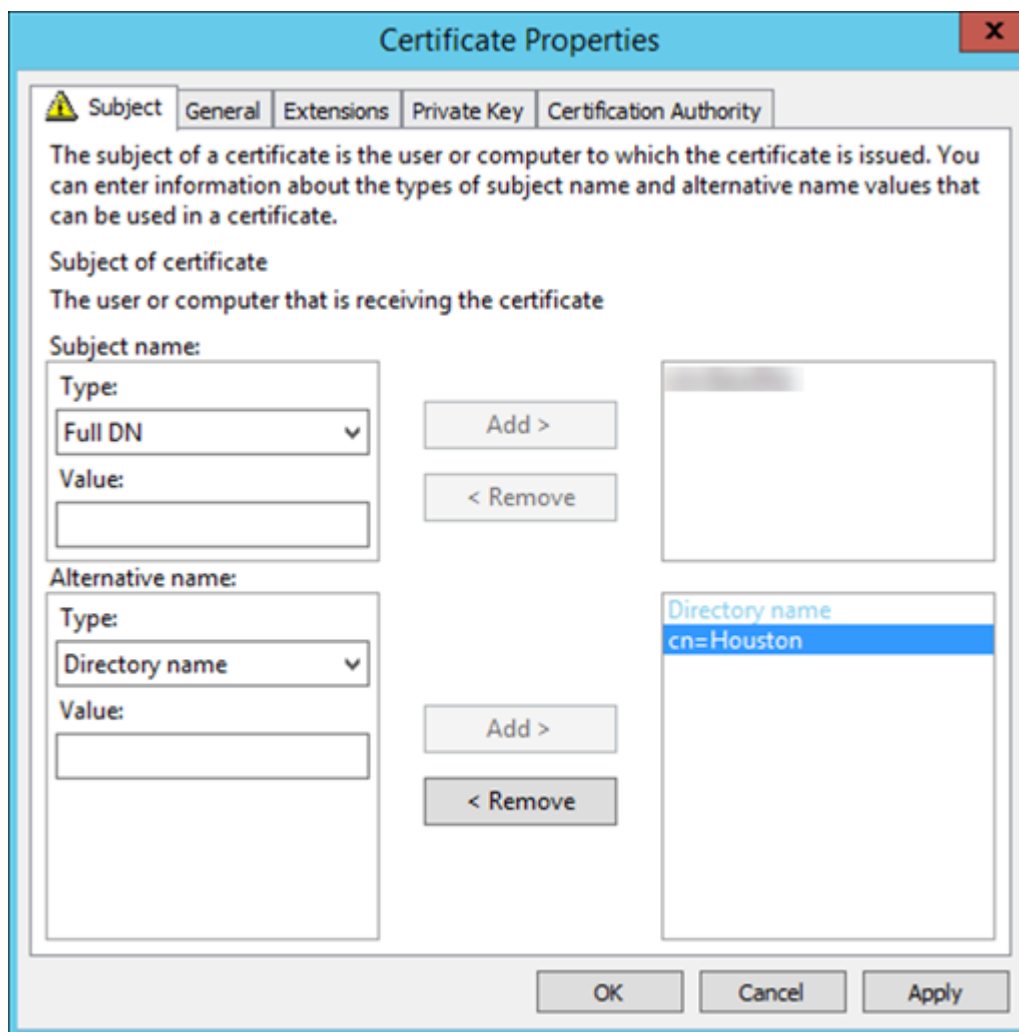 Certificate Properties
x
Subject General Extensions Private Key Certification Authority
The subject of a certificate is the user or computer to which the certificate is issued. You
can enter information about the types of subject name and alternative name values that
can be used in a certificate.
Subject of certificate
The user or computer that is receiving the certificate
Subject name:
Type:
Full DN
Add >
Value:
< Remove
Alternative name:
Type:
Directory name
Directory name
cn=Houston
Value:
Add >
< Remove
OK Cancel Apply